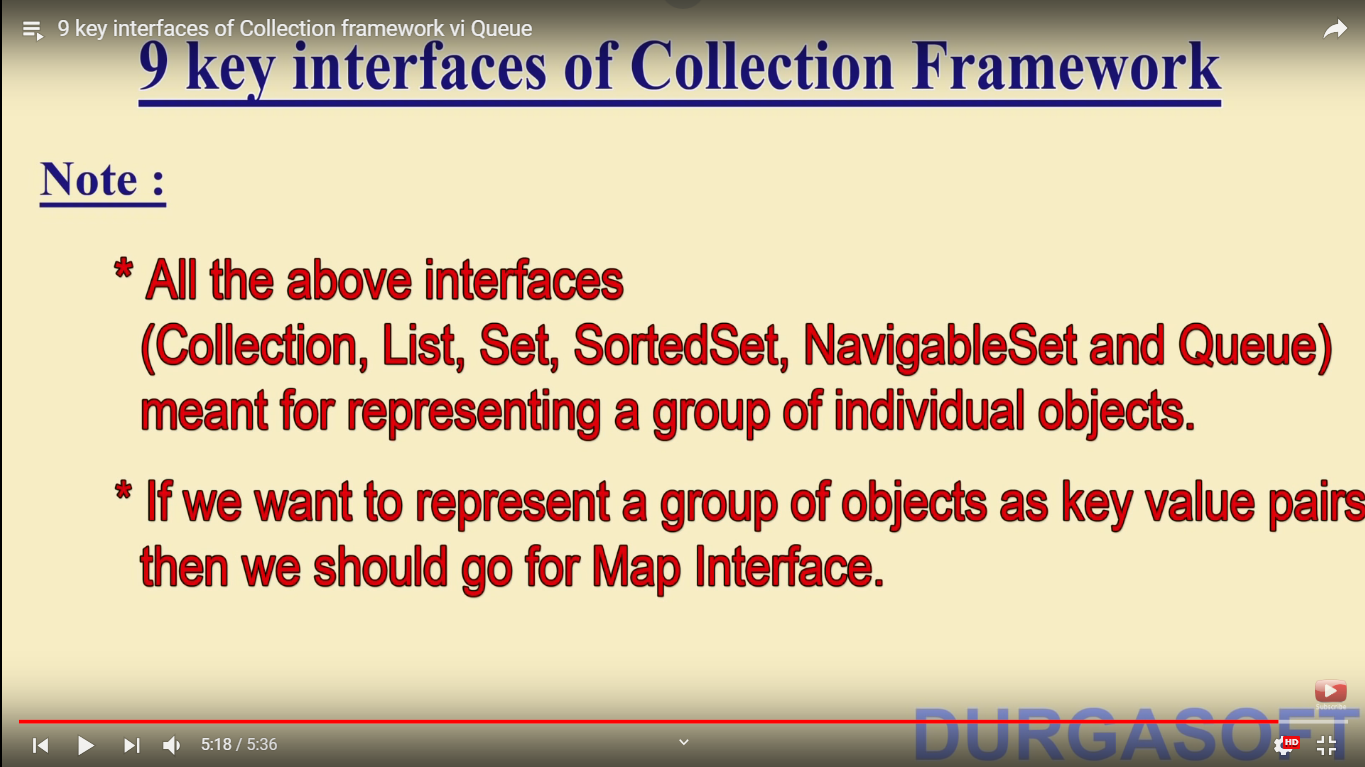 9 key interfaces of Collection framework vi Queue
9 key interfaces of Collection Framework
Note :
* All the above interfaces
(Collection, List, Set, SortedSet, NavigableSet and Queue)
meant for representing a group of individual objects.
* If we want to represent a group of objects as key value pairs
then we should go for Map Interface.
Subscribe
DURGASOFT
5:18 / 5:36
HD